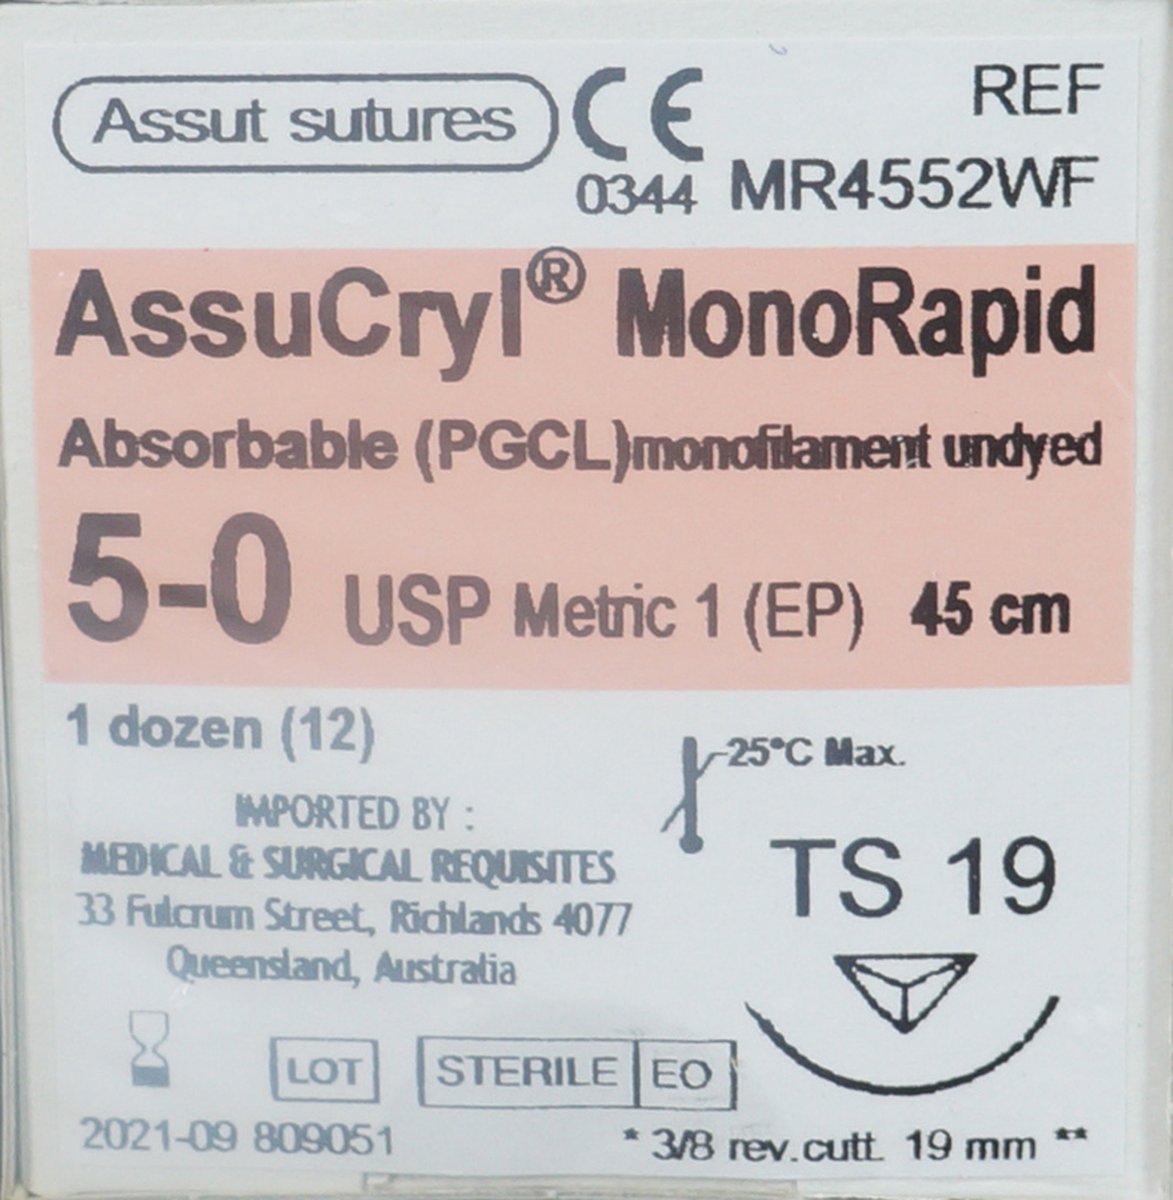 Assut sutures
CE
0344
REF
MR4552WF
AssuCryl® MonoRapid
Absorbable (PGCL) monofilament undyed
5-0 USP Metric 1 (EP) 45 cm
1 dozen (12)
25°C Max.
IMPORTED BY :
MEDICAL & SURGICAL REQUISITES
33 Fulcrum Street, Richlands 4077
Queensland, Australia
TS 19
LOT
STERILE EO
2021-09 809051
* 3/8 rev.cutt. 19 mm **